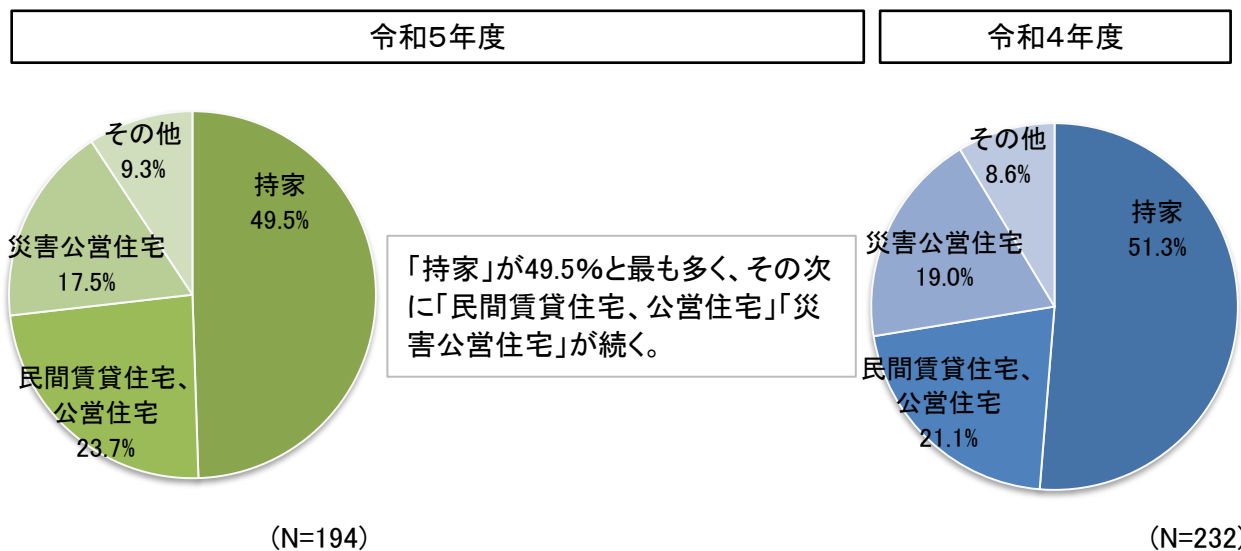 令和5年度
その他
9.3%
持家
49.5%
災害公営住宅
17.5%
民間賃貸住宅、
公営住宅
23.7%
(N=194)
「持家」が49.5%と最も多く、その次
に「民間賃貸住宅、公営住宅」「災
害公営住宅」が続く。
令和4年度
その他
8.6%
持家
51.3%
災害公営住宅
19.0%
民間賃貸住宅、
公営住宅
21.1%
(N=232)